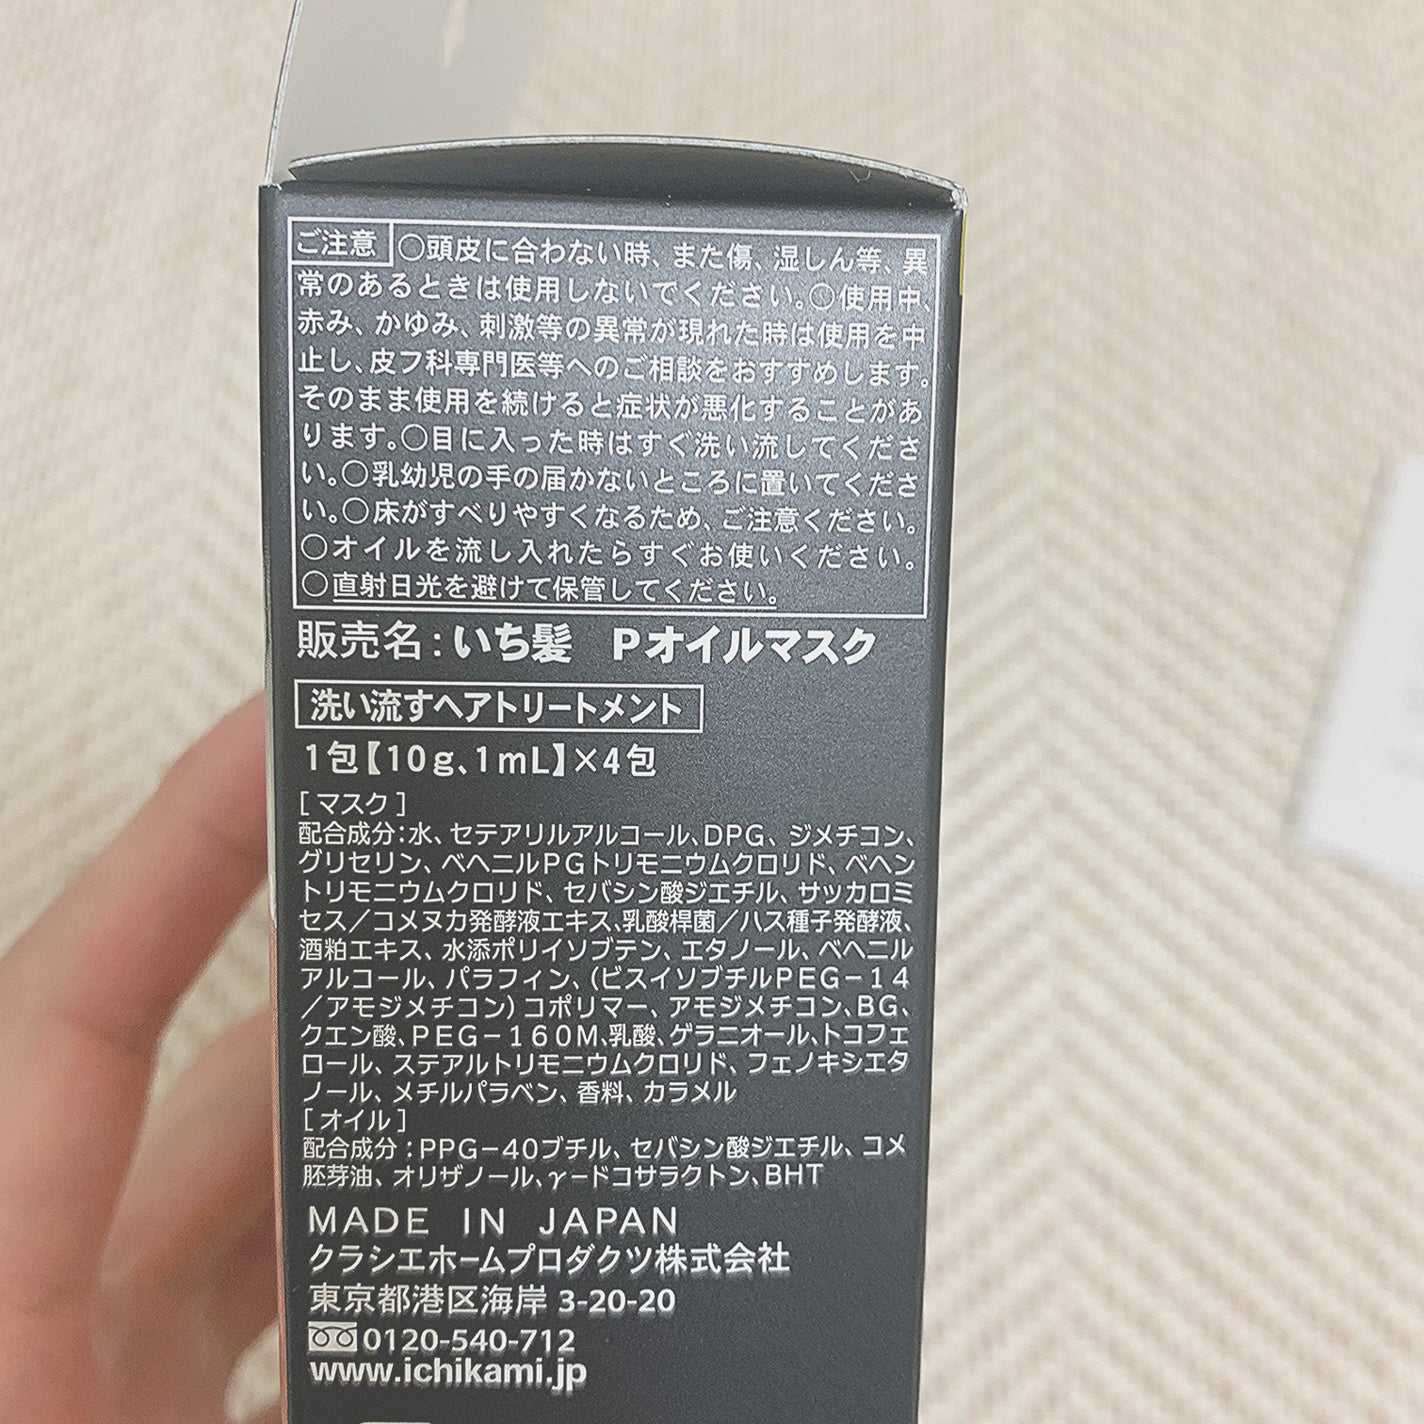 ご注意 ○頭皮に合わない時、また傷、湿しん等、異
常のあるときは使用しないでください。○使用中、
赤み、かゆみ、刺激等の異常が現れた時は使用を中
止し、皮フ科専門医等へのご相談をおすすめします。
そのまま使用を続けると症状が悪化することがあ
ります。○目に入った時はすぐ洗い流してくださ
い。○乳幼児の手の届かないところに置いてくださ
い。○床がすべりやすくなるため、ご注意ください。
○オイルを流し入れたらすぐお使いください。
○直射日光を避けて保管してください。
販売名：いち髪 Pオイルマスク
洗い流すヘアトリートメント
1包【10g、1mL】×4包
[マスク]
配合成分：水、セテアリルアルコール、DPG、ジメチコン、
グリセリン、ベヘニルPGトリモニウムクロリド、ベヘン
トリモニウムクロリド、セバシン酸ジエチル、サッカロミ
セス／コメヌカ発酵液エキス、乳酸桿菌／ハス種子発酵液、
酒粕エキス、水添ポリイソブテン、エタノール、ベヘニル
アルコール、パラフィン、（ビスイソブチルPEG－14
／アモジメチコン）コポリマー、アモジメチコン、BG、
クエン酸、PEG－160M、乳酸、ゲラニオール、トコフェ
ロール、ステアルトリモニウムクロリド、フェノキシエタ
ノール、メチルパラベン、香料、カラメル
[オイル]
配合成分：PPG－40ブチル、セバシン酸ジエチル、コメ
胚芽油、オリザノール、γ－ドコサラクトン、BHT
MADE IN JAPAN
クラシエホームプロダクツ株式会社
東京都港区海岸 3-20-20
0120-540-712
www.ichikami.jp